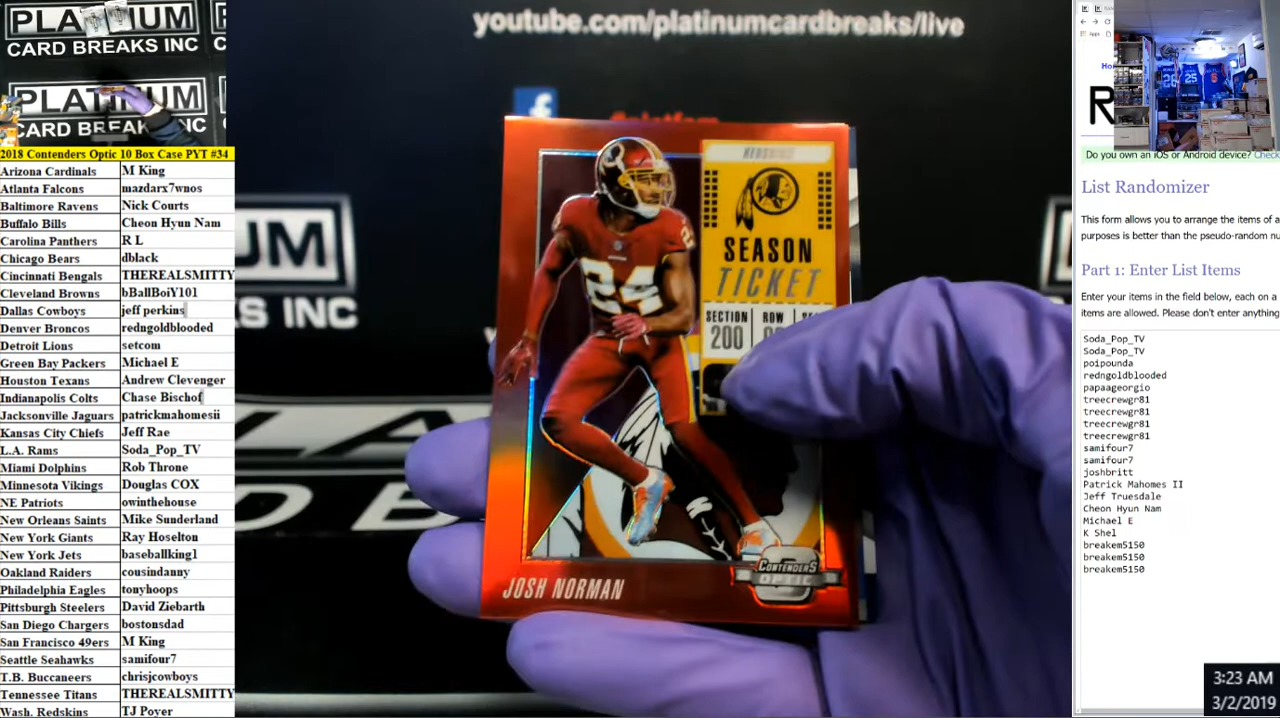 PLATINUM
CARD BREAKS INC
PLATINUM
CARD BREAKS INC
2018 Contenders Optic 10 Box Case PYT #34
Arizona Cardinals M King
Atlanta Falcons mazdarx7wnos
Baltimore Ravens Nick Courts
Buffalo Bills Cheon Hyun Nam
Carolina Panthers R L
Chicago Bears dblack
Cincinnati Bengals THEREALSMITTY
Cleveland Browns bBallBoiY101
Dallas Cowboys jeff perkins
Denver Broncos redngoldblooded
Detroit Lions setcom
Green Bay Packers Michael E
Houston Texans Andrew Clevenger
Indianapolis Colts Chase Bischof
Jacksonville Jaguars patrickmahomesii
Kansas City Chiefs Jeff Rae
L.A. Rams Soda_Pop_TV
Miami Dolphins Rob Throne
Minnesota Vikings Douglas COX
NE Patriots owinthehouse
New Orleans Saints Mike Sunderland
New York Giants Ray Hoselton
New York Jets baseballking1
Oakland Raiders cousindanny
Philadelphia Eagles tonyhoops
Pittsburgh Steelers David Ziebarth
San Diego Chargers bostonsdad
San Francisco 49ers M King
Seattle Seahawks samifour7
T.B. Buccaneers chrisjcowboys
Tennessee Titans THEREALSMITTY
Wash. Redskins TJ Poyer
youtube.com/platinumcardbreaks/live
f
UM
KS INC
REDSKINS
SEASON
TICKET
SECTION ROW
200
24
JOSH NORMAN
CONTENDERS
OPTIC
Apps
Ho
R
25
5
Do you own an iOS or Android device? Check
List Randomizer
This form allows you to arrange the items of a
purposes is better than the pseudo-random nu
Part 1: Enter List Items
Enter your items in the field below, each on a
items are allowed. Please don't enter anything
Soda_Pop_TV
Soda_Pop_TV
poipounda
redngoldblooded
papaageorgio
treecrewgr81
treecrewgr81
treecrewgr81
treecrewgr81
samifour7
samifour7
joshbritt
Patrick Mahomes II
Jeff Truesdale
Cheon Hyun Nam
Michael E
K Shel
breakem5150
breakem5150
breakem5150
3:23 AM
3/2/2019